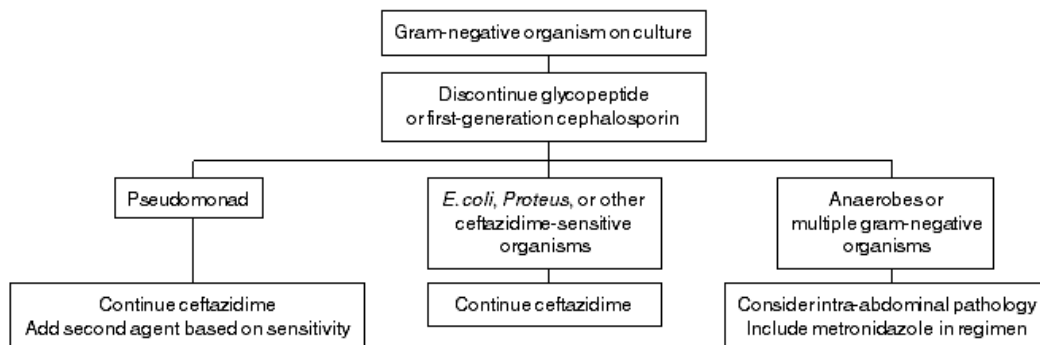 Gram-negative organism on culture
Discontinue glycopeptide
or first-generation cephalosporin
Pseudomonad
E. coli, Proteus, or other
ceftazidime-sensitive
organisms
Anaerobes or
multiple gram-negative
organisms
Continue ceftazidime
Add second agent based on sensitivity
Continue ceftazidime
Consider intra-abdominal pathology
Include metronidazole in regimen